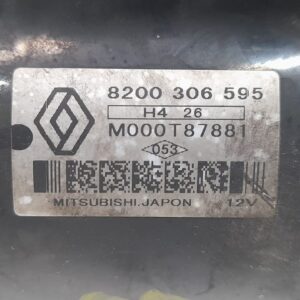 8200 306 595
H4 26
M000T87881
053
MITSUBISHI.JAPON 12V